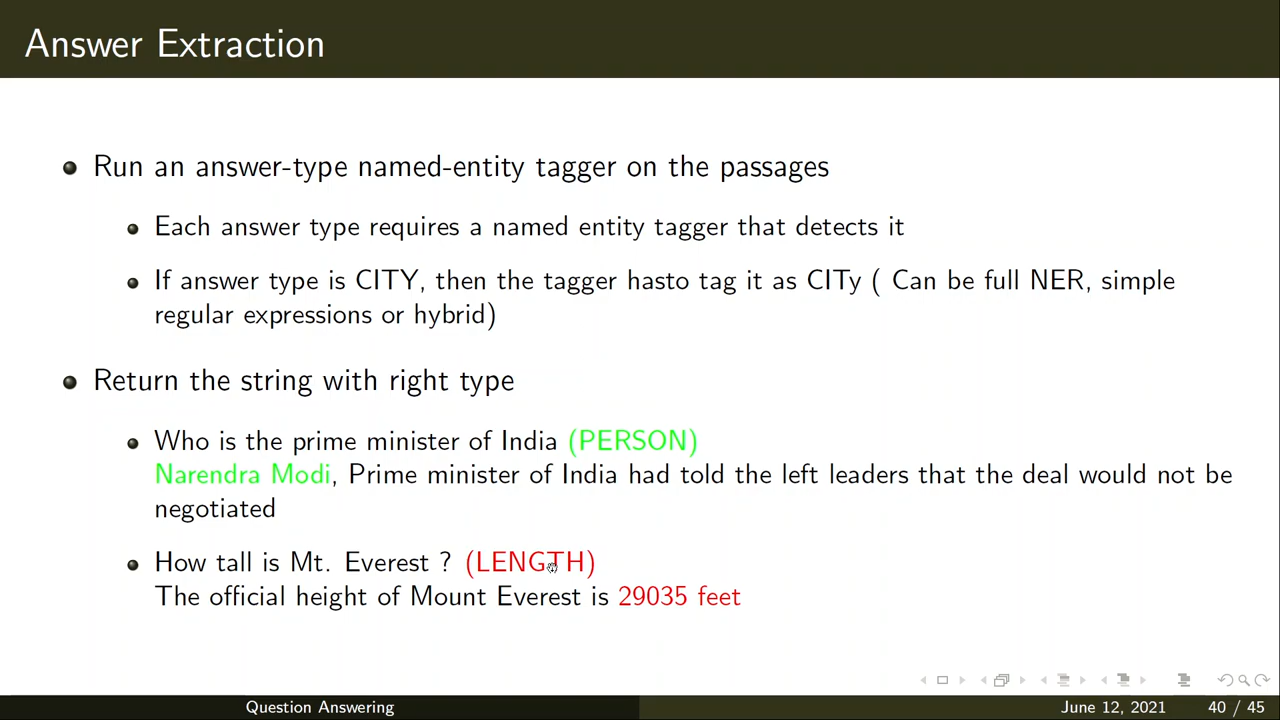 Answer Extraction
Run an answer-type named-entity tagger on the passages
Each answer type requires a named entity tagger that detects it
If answer type is CITY, then the tagger hasto tag it as CITy ( Can be full NER, simple
regular expressions or hybrid)
Return the string with right type
Who is the prime minister of India (PERSON)
Narendra Modi, Prime minister of India had told the left leaders that the deal would not be
negotiated
How tall is Mt. Everest ? (LENGTH)
The official height of Mount Everest is 29035 feet
Question Answering June 12, 2021 40 / 45